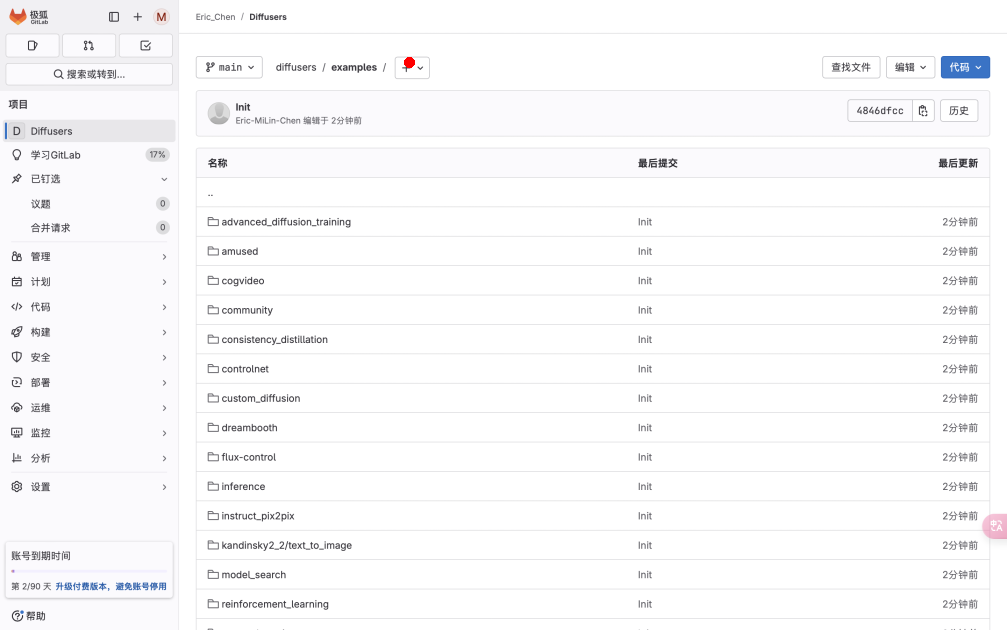 极狐
GitLab
M
搜索或转到...
项目
D Diffusers
学习GitLab 17%
已钉选
议题 0
合并请求 0
管理
计划
代码
构建
安全
部署
运维
监控
分析
设置
账号到期时间
第 2/90 天 升级付费版本，避免账号停用
帮助
Eric_Chen / Diffusers
main diffusers / examples /
查找文件 编辑 代码
Init
Eric-MiLin-Chen 编辑于 2分钟前
4846dfcc 历史
名称 最后提交 最后更新
..
advanced_diffusion_training Init 2分钟前
amused Init 2分钟前
cogvideo Init 2分钟前
community Init 2分钟前
consistency_distillation Init 2分钟前
controlnet Init 2分钟前
custom_diffusion Init 2分钟前
dreambooth Init 2分钟前
flux-control Init 2分钟前
inference Init 2分钟前
instruct_pix2pix Init 2分钟前
kandinsky2_2/text_to_image Init 2分钟前
model_search Init 2分钟前
reinforcement_learning Init 2分钟前